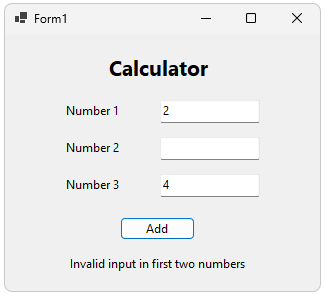 Form1
Calculator
Number 1 2
Number 2
Number 3 4
Add
Invalid input in first two numbers